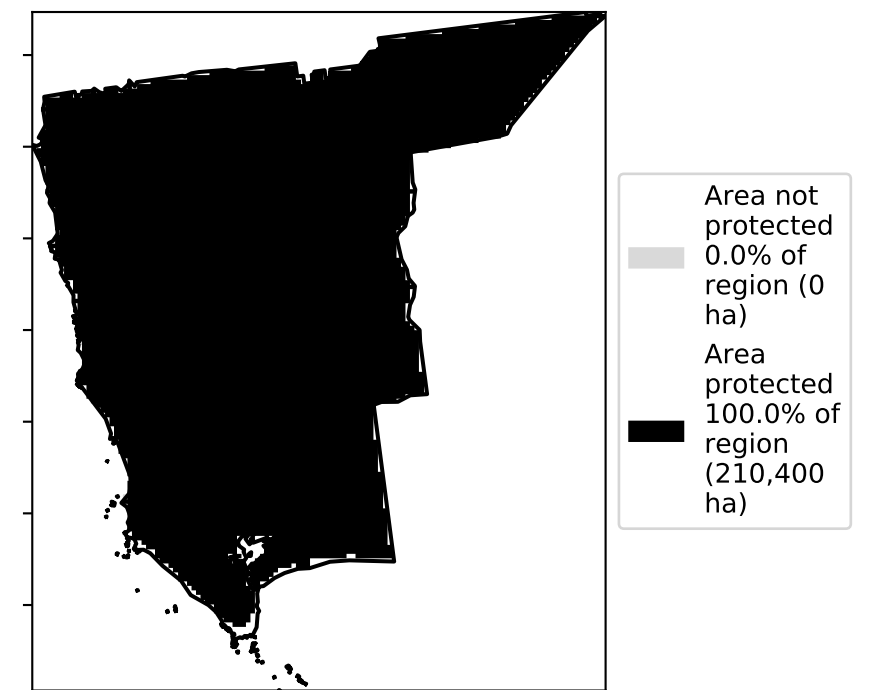 Area not
protected
0.0% of
region (0
ha)
Area
protected
100.0% of
region
(210,400
ha)